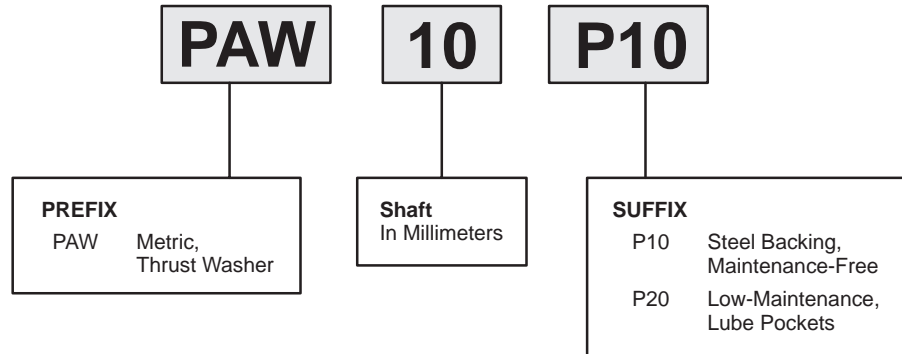 PAW 10 P10
PREFIX
PAW Metric,
Thrust Washer
Shaft
In Millimeters
SUFFIX
P10 Steel Backing,
Maintenance-Free
P20 Low-Maintenance,
Lube Pockets